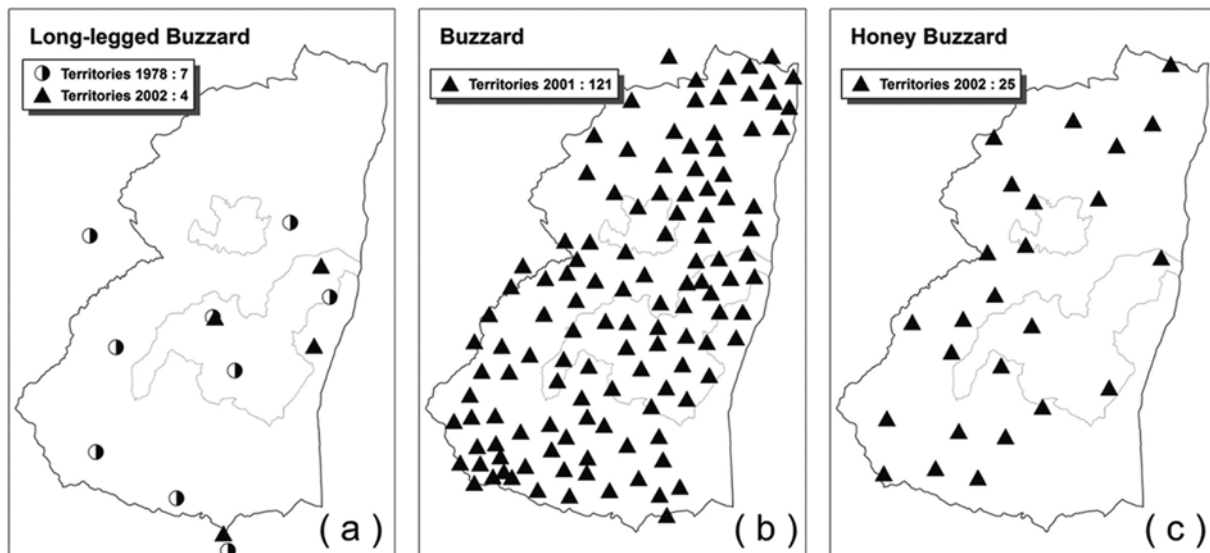 Long-legged Buzzard
Territories 1978 : 7
Territories 2002 : 4
( a )
Buzzard
Territories 2001 : 121
( b )
Honey Buzzard
Territories 2002 : 25
( c )